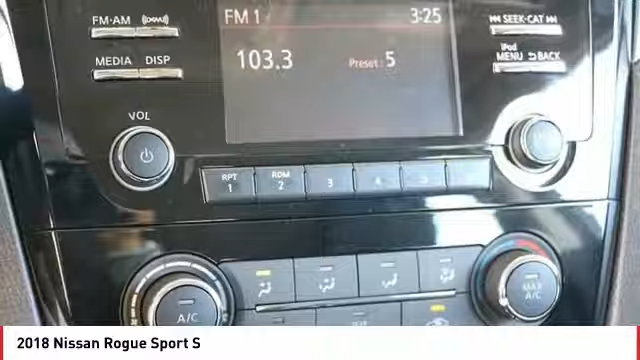 FM·AM
FM 1
3:25
SEEK·CAT
iPod
MEDIA
DISP
103.3
Preset: 5
MENU
BACK
VOL
RPT
1
RDM
2
3
4
A/C
MAX
A/C
2018 Nissan Rogue Sport S